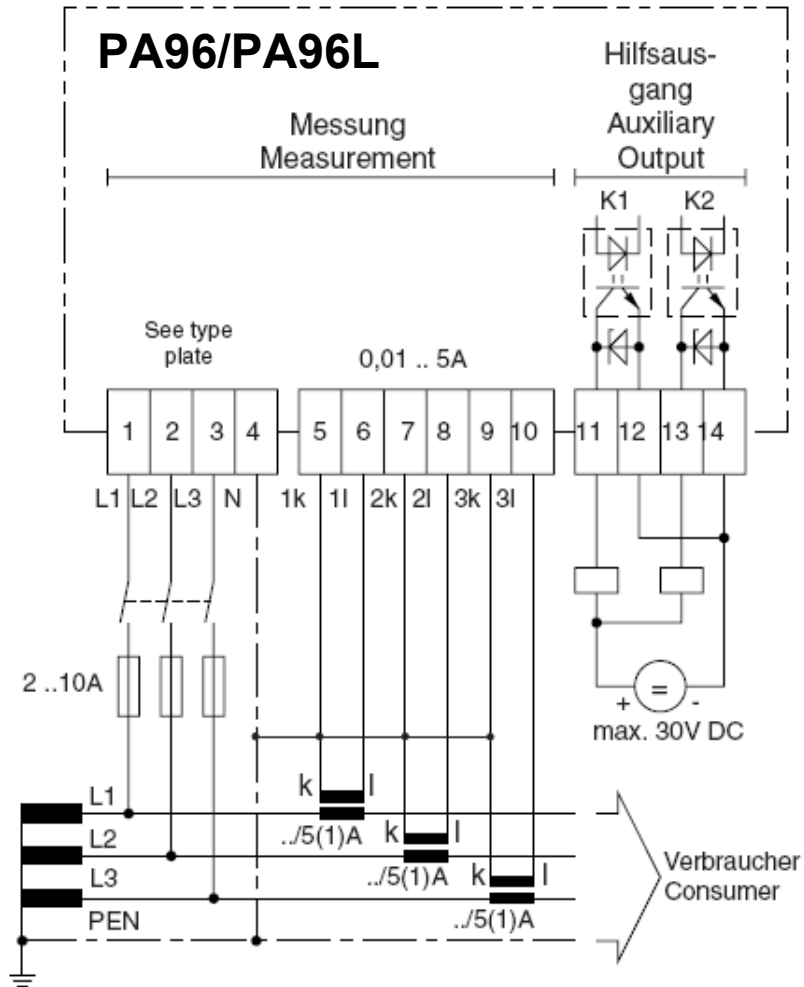 PA96/PA96L
Messung
Measurement
Hilfsaus-
gang
Auxiliary
Output
K1 K2
See type
plate
0,01 .. 5A
1 2 3 4 5 6 7 8 9 10 11 12 13 14
L1 L2 L3 N 1k 1l 2k 2l 3k 3l
2 ..10A
+ = -
max. 30V DC
k l
L1
../5(1)A
k l
L2
../5(1)A
k l
L3
../5(1)A
PEN
Verbraucher
Consumer